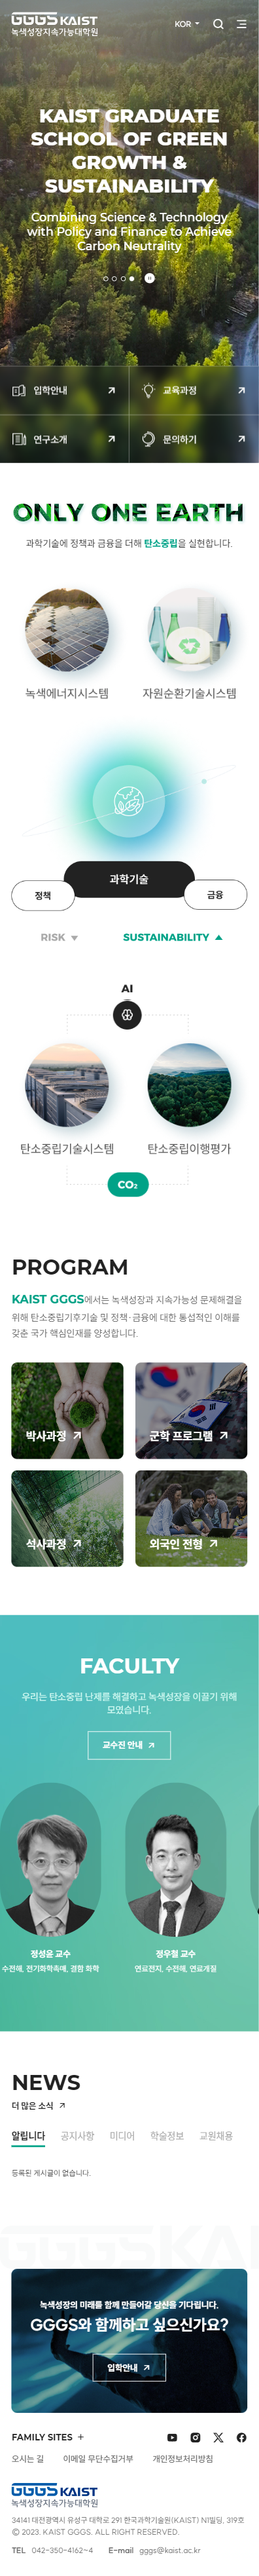 GGGS KAIST
녹색성장지속가능대학원
KOR
KAIST GRADUATE
SCHOOL OF GREEN
GROWTH &
SUSTAINABILITY
Combining Science & Technology
with Policy and Finance to Achieve
Carbon Neutrality
입학안내
교육과정
연구소개
문의하기
ONLY ONE EARTH
과학기술에 정책과 금융을 더해 탄소중립을 실현합니다.
녹색에너지시스템
자원순환기술시스템
과학기술
정책
금융
RISK
SUSTAINABILITY
AI
탄소중립기술시스템
탄소중립이행평가
CO₂
PROGRAM
KAIST GGGS에서는 녹색성장과 지속가능성 문제해결을
위해 탄소중립기후기술 및 정책·금융에 대한 통섭적인 이해를
갖춘 국가 핵심인재를 양성합니다.
박사과정
군학 프로그램
석사과정
외국인 전형
FACULTY
우리는 탄소중립 난제를 해결하고 녹색성장을 이끌기 위해
모였습니다.
교수진 안내
정성윤 교수
수전해, 전기화학촉매, 결함 화학
정우철 교수
연료전지, 수전해, 연료개질
NEWS
더 많은 소식
알립니다
공지사항
미디어
학술정보
교원채용
등록된 게시글이 없습니다.
녹색성장의 미래를 함께 만들어갈 당신을 기다립니다.
GGGS와 함께하고 싶으신가요?
입학안내
FAMILY SITES +
오시는 길
이메일 무단수집거부
개인정보처리방침
GGGS KAIST
녹색성장지속가능대학원
34141 대전광역시 유성구 대학로 291 한국과학기술원(KAIST) N1빌딩, 319호
© 2023. KAIST GGGS. ALL RIGHT RESERVED.
TEL 042-350-4162~4
E-mail gggs@kaist.ac.kr